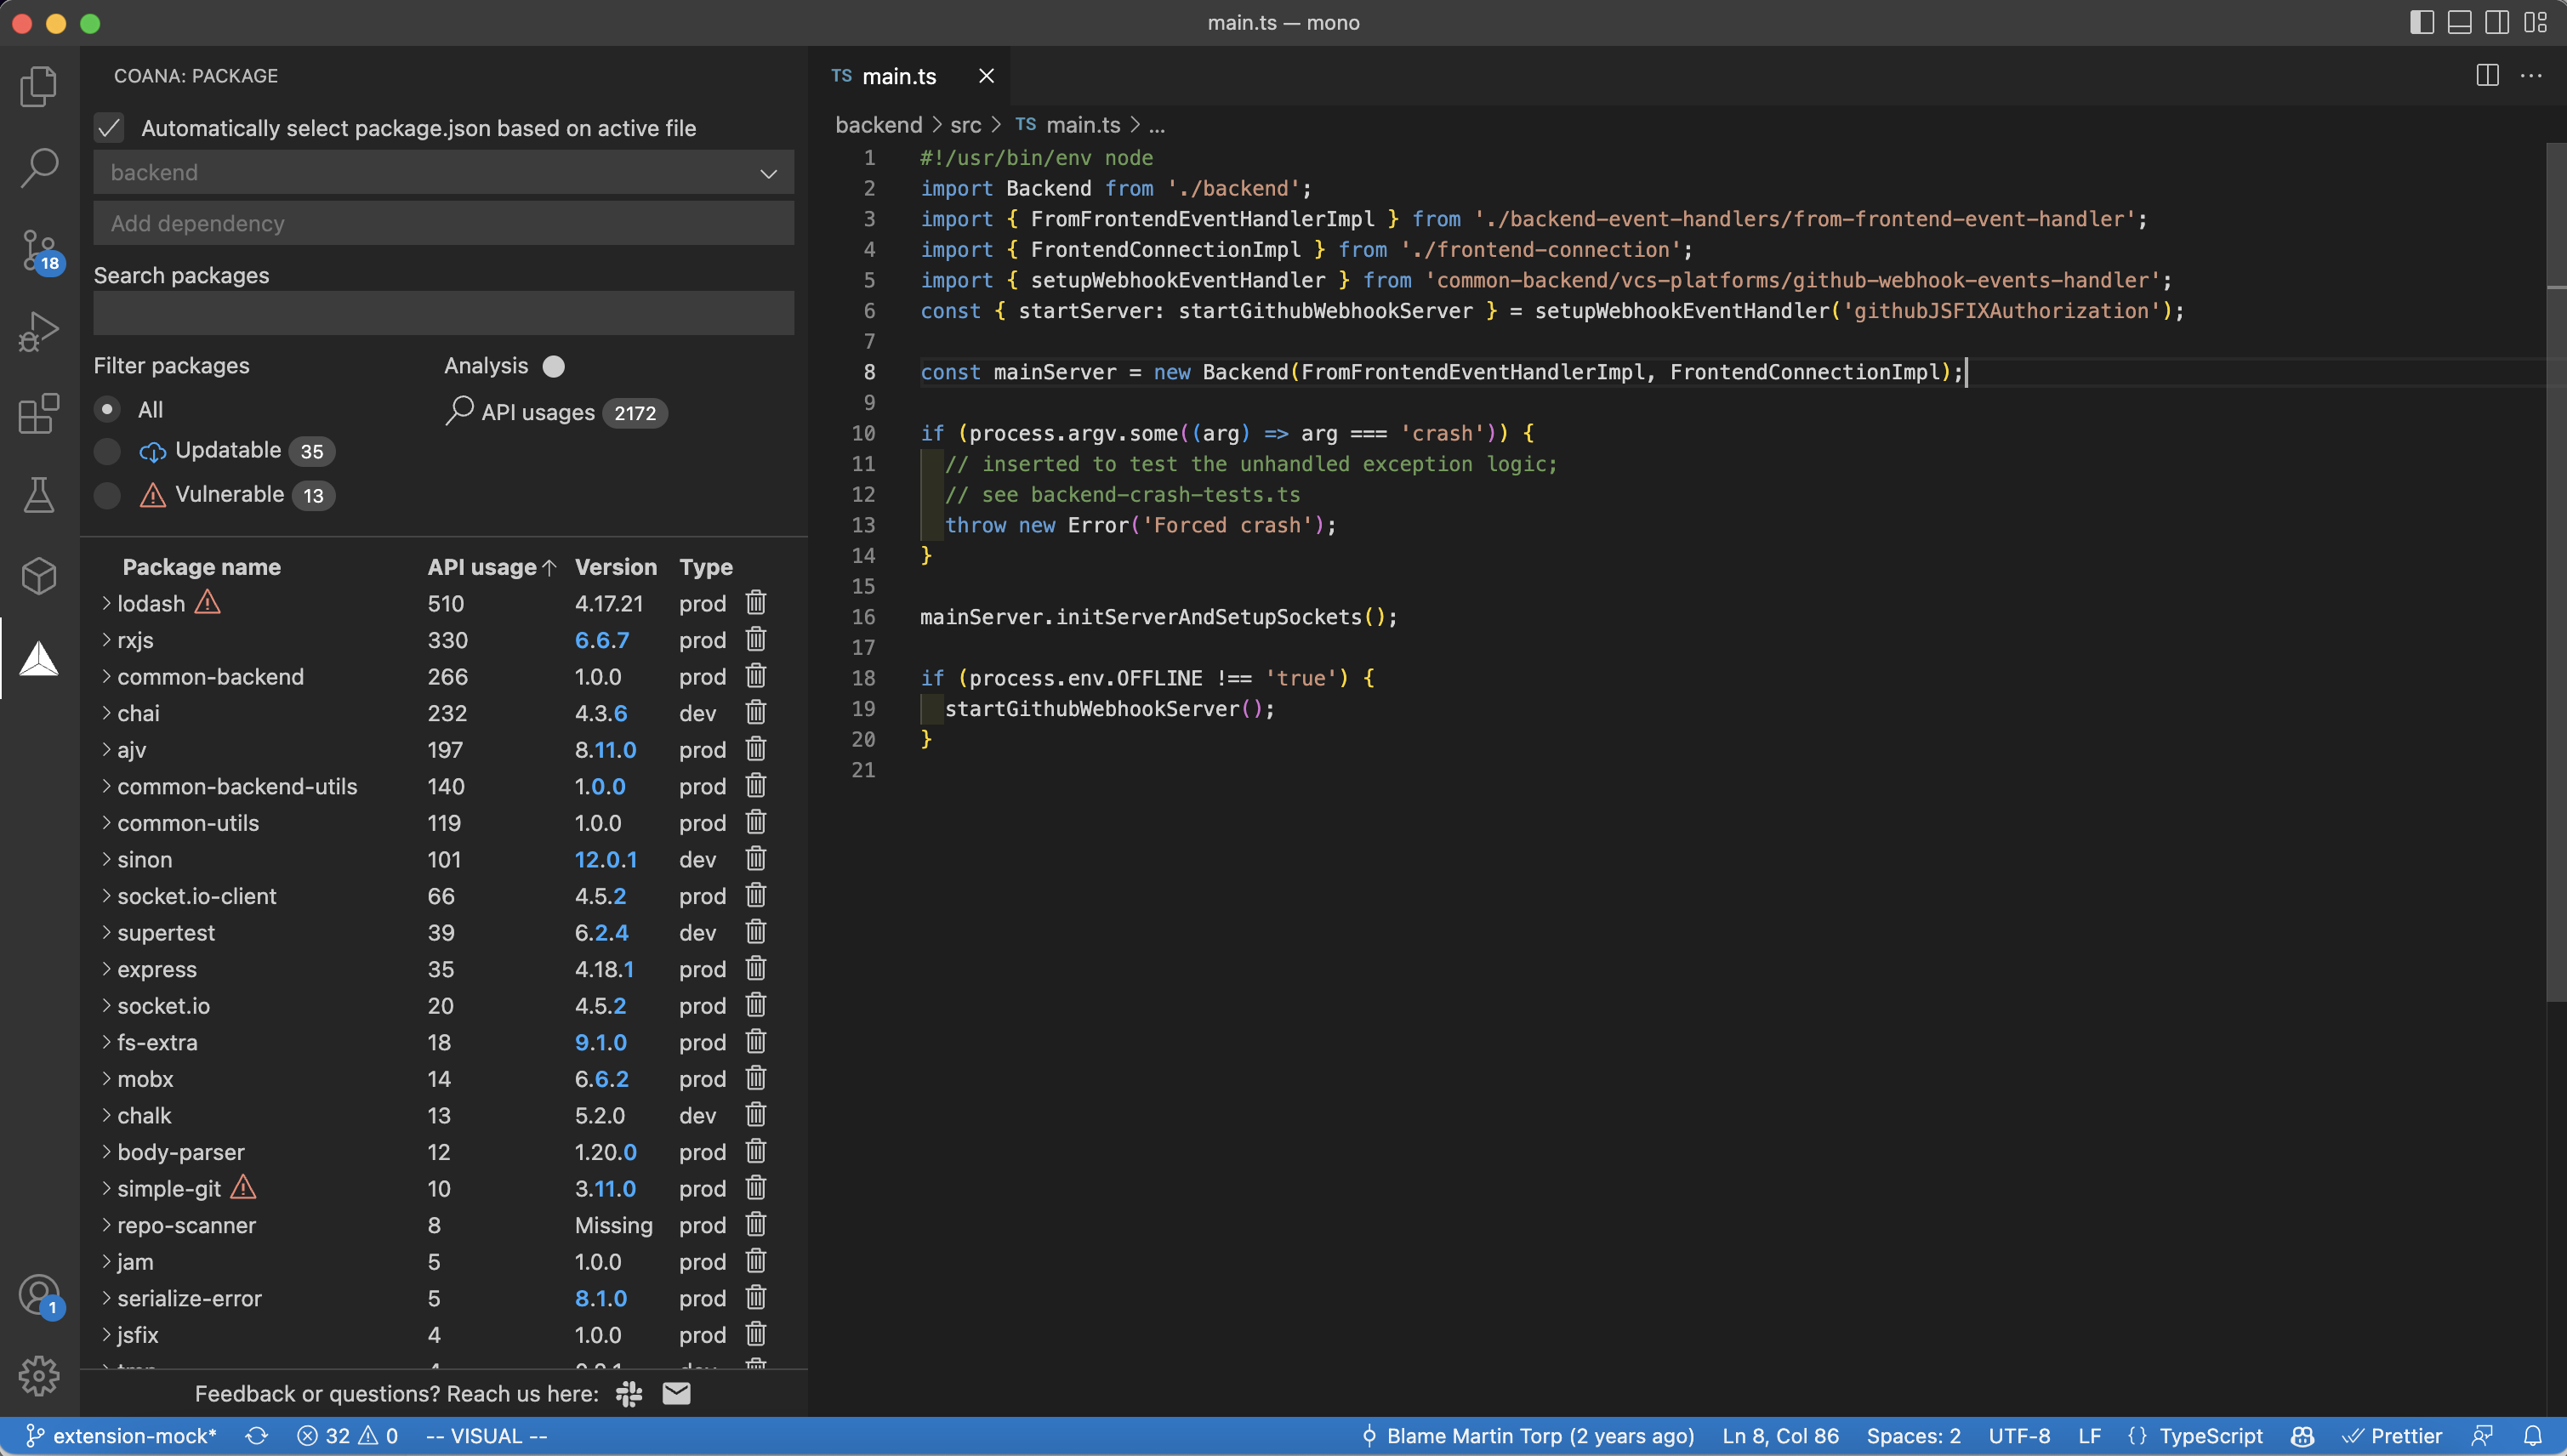 main.ts — mono
COANA: PACKAGE
Automatically select package.json based on active file
backend
Add dependency
Search packages
Filter packages
Analysis
All
API usages 2172
Updatable 35
Vulnerable 13
Package name API usage↑ Version Type
lodash 510 4.17.21 prod
rxjs 330 6.6.7 prod
common-backend 266 1.0.0 prod
chai 232 4.3.6 dev
ajv 197 8.11.0 prod
common-backend-utils 140 1.0.0 prod
common-utils 119 1.0.0 prod
sinon 101 12.0.1 dev
socket.io-client 66 4.5.2 prod
supertest 39 6.2.4 dev
express 35 4.18.1 prod
socket.io 20 4.5.2 prod
fs-extra 18 9.1.0 prod
mobx 14 6.6.2 prod
chalk 13 5.2.0 dev
body-parser 12 1.20.0 prod
simple-git 10 3.11.0 prod
repo-scanner 8 Missing prod
jam 5 1.0.0 prod
serialize-error 5 8.1.0 prod
jsfix 4 1.0.0 prod
Feedback or questions? Reach us here:
18
1
TS main.ts
backend > src > TS main.ts > ...
1 #!/usr/bin/env node
2 import Backend from './backend';
3 import { FromFrontendEventHandlerImpl } from './backend-event-handlers/from-frontend-event-handler';
4 import { FrontendConnectionImpl } from './frontend-connection';
5 import { setupWebhookEventHandler } from 'common-backend/vcs-platforms/github-webhook-events-handler';
6 const { startServer: startGithubWebhookServer } = setupWebhookEventHandler('githubJSFIXAuthorization');
7
8 const mainServer = new Backend(FromFrontendEventHandlerImpl, FrontendConnectionImpl);
9
10 if (process.argv.some((arg) => arg === 'crash')) {
11 // inserted to test the unhandled exception logic;
12 // see backend-crash-tests.ts
13 throw new Error('Forced crash');
14 }
15
16 mainServer.initServerAndSetupSockets();
17
18 if (process.env.OFFLINE !== 'true') {
19 startGithubWebhookServer();
20 }
21
extension-mock* 32 0 -- VISUAL -- Blame Martin Torp (2 years ago) Ln 8, Col 86 Spaces: 2 UTF-8 LF {} TypeScript Prettier